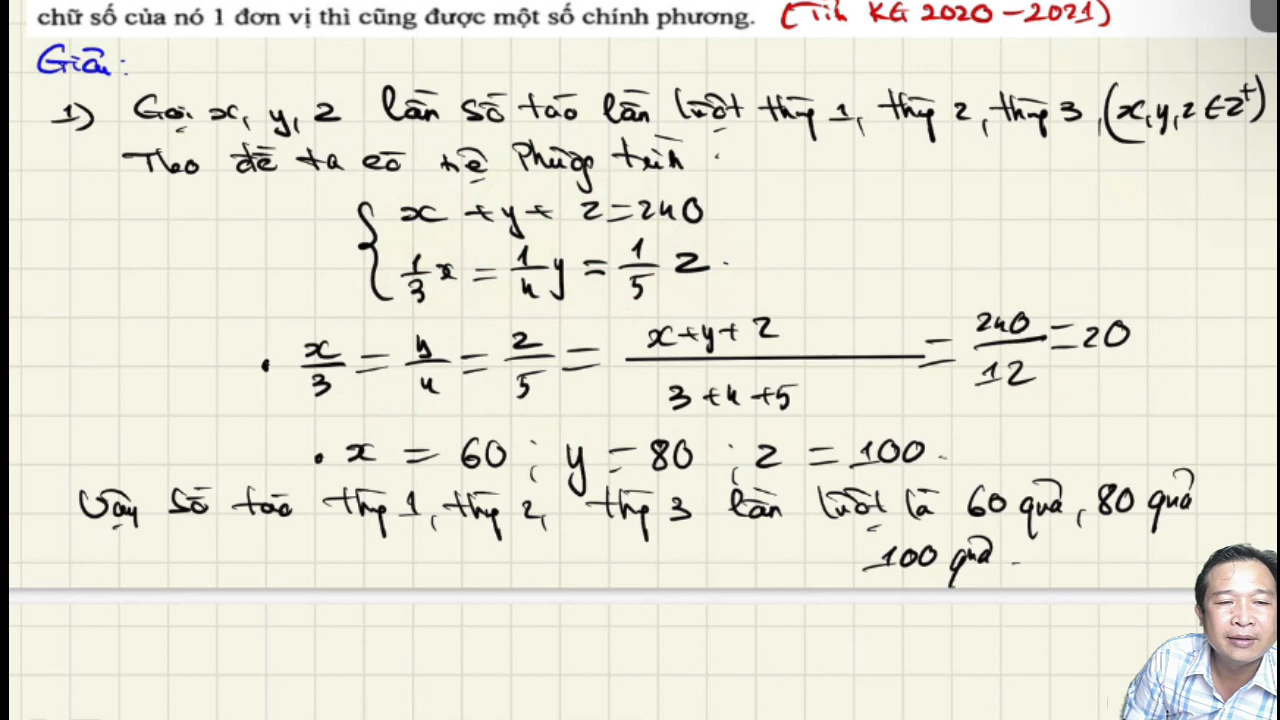 chữ số của nó 1 đơn vị thì cũng được một số chính phương. (Tỉnh KG 2020-2021)
Giải:
1) Gọi x, y, z lần số táo lần lượt thùng 1, thùng 2, thùng 3, (x, y, z ∈ Z⁺)
Theo đề ta có hệ phương trình:
{ x + y + z = 240
1/3 x = 1/4 y = 1/5 z.
• x/3 = y/4 = z/5 = (x+y+z)/(3+4+5) = 240/12 = 20
• x = 60 ; y = 80 ; z = 100.
Vậy số táo thùng 1, thùng 2, thùng 3 lần lượt là 60 quả, 80 quả
100 quả.